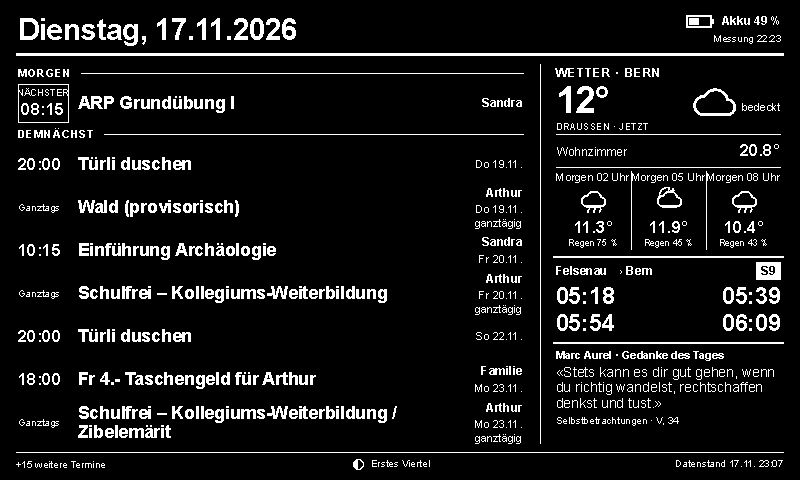 Dienstag, 17.11.2026
Akku 49 %
Messung 22:23
MORGEN
NÄCHSTER
08:15 ARP Grundübung I Sandra
DEMNÄCHST
20:00 Türli duschen Do 19.11.
Arthur
Ganztags Wald (provisorisch) Do 19.11.
ganztägig
Sandra
10:15 Einführung Archäologie
Fr 20.11.
Arthur
Ganztags Schulfrei – Kollegiums-Weiterbildung Fr 20.11.
ganztägig
20:00 Türli duschen So 22.11.
Familie
18:00 Fr 4.- Taschengeld für Arthur
Mo 23.11.
Arthur
Ganztags Schulfrei – Kollegiums-Weiterbildung / Mo 23.11.
Zibelemärit ganztägig
WETTER · BERN
12° bedeckt
DRAUSSEN · JETZT
Wohnzimmer 20.8°
Morgen 02 Uhr Morgen 05 Uhr Morgen 08 Uhr
11.3° 11.9° 10.4°
Regen 75 % Regen 45 % Regen 43 %
Felsenau → Bern S9
05:18 05:39
05:54 06:09
Marc Aurel · Gedanke des Tages
«Stets kann es dir gut gehen, wenn
du richtig wandelst, rechtschaffen
denkst und tust.»
Selbstbetrachtungen · V, 34
+15 weitere Termine Erstes Viertel Datenstand 17.11. 23:07